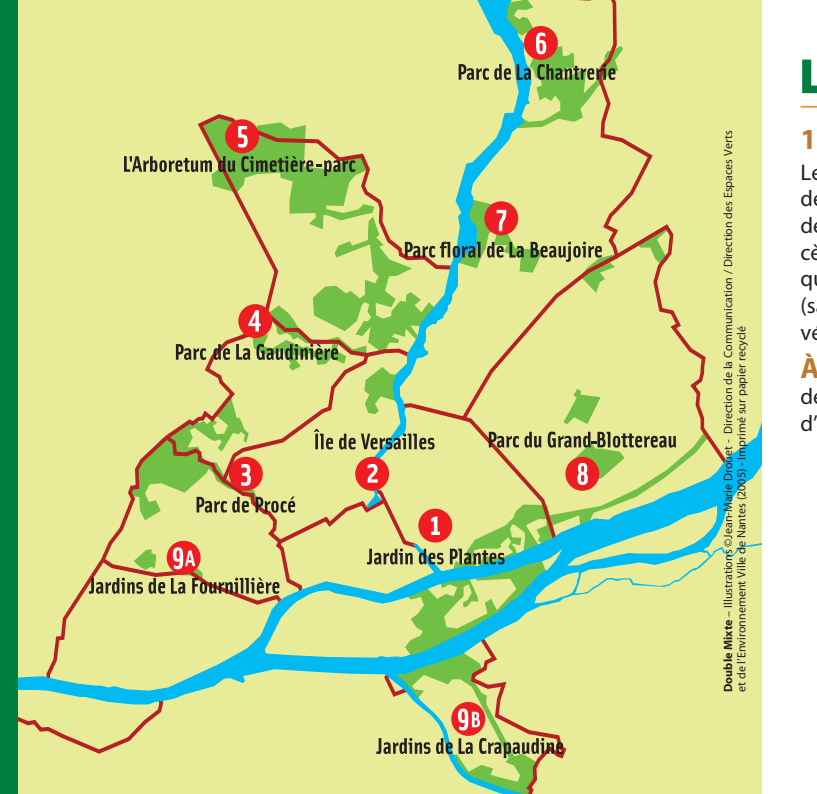 6
Parc de La Chantrerie
5
L'Arboretum du Cimetière-parc
7
Parc floral de La Beaujoire
4
Parc de La Gaudinière
Île de Versailles
2
Parc du Grand-Blottereau
8
3
Parc de Procé
1
Jardin des Plantes
9A
Jardins de La Fournillière
9B
Jardins de La Crapaudine
Double Mixte – Illustrations ©Jean-Marie Drouet - Direction de la Communication / Direction des Espaces Verts
et de l'Environnement Ville de Nantes (2005) - Imprimé sur papier recyclé
L
1
Le
de
de
cè
qu
(sa
vé
À
de
d'